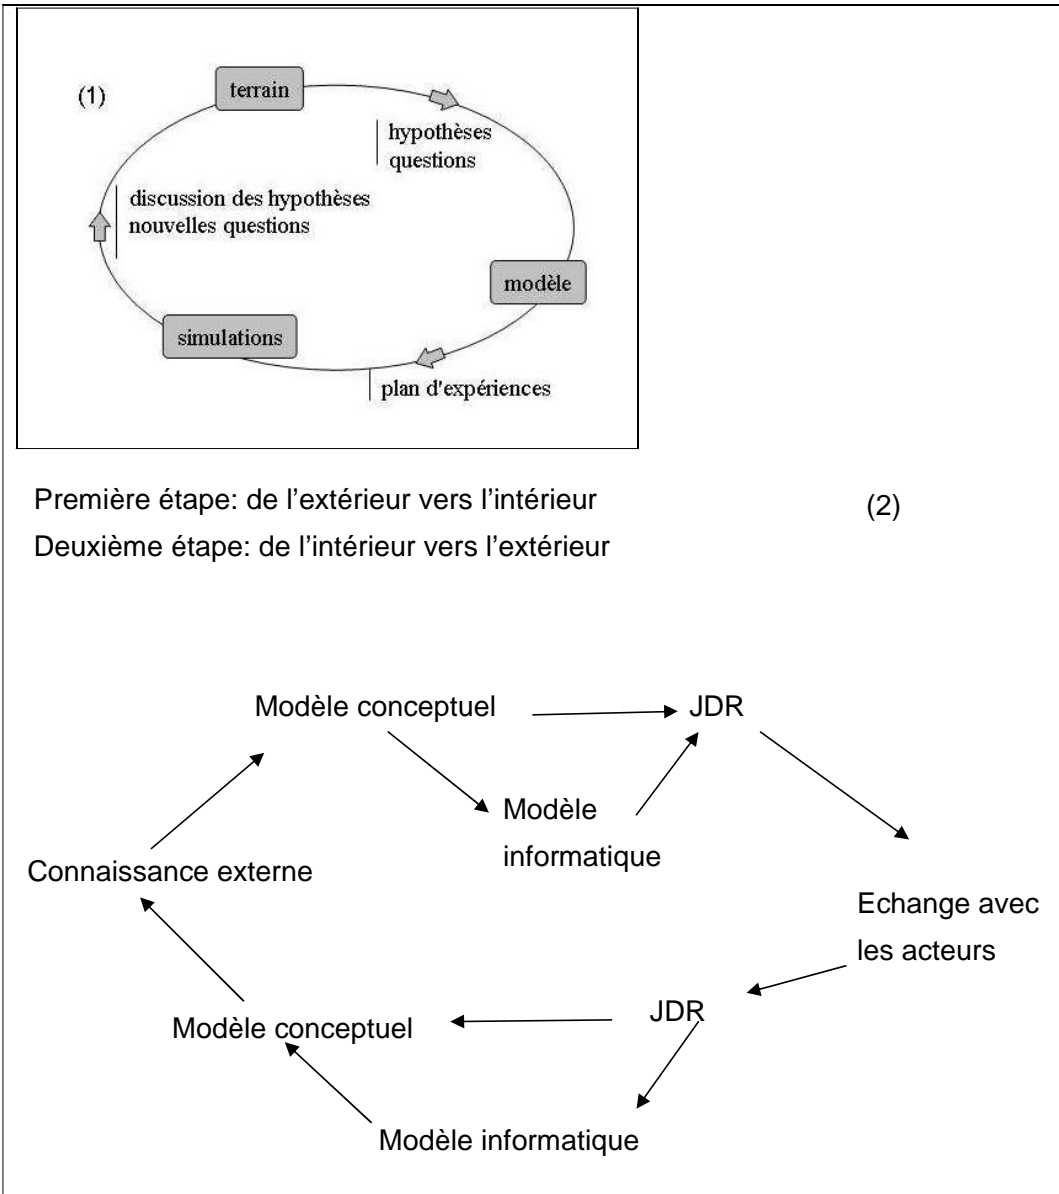 (1)
terrain
hypothèses
questions
discussion des hypothèses
nouvelles questions
modèle
simulations
plan d'expériences
Première étape: de l’extérieur vers l’intérieur
(2)
Deuxième étape: de l’intérieur vers l’extérieur
Modèle conceptuel
JDR
Modèle
informatique
Connaissance externe
Echange avec
les acteurs
JDR
Modèle conceptuel
Modèle informatique